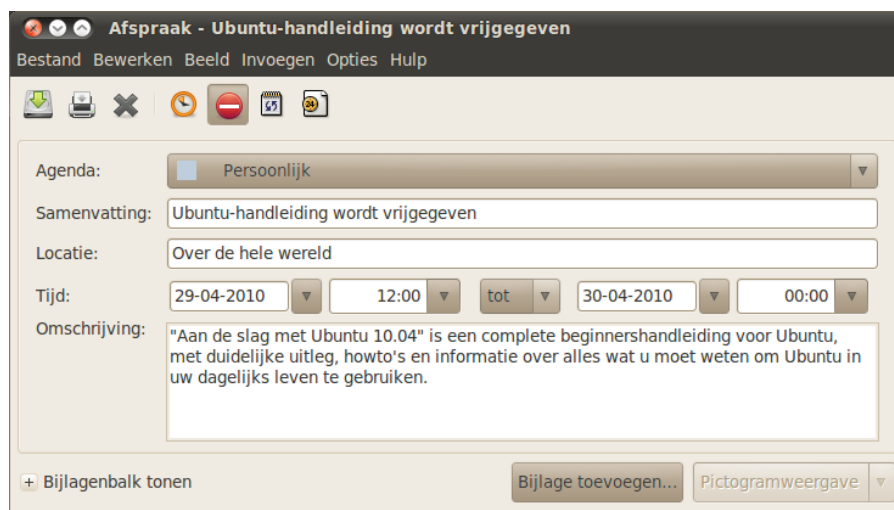 Afspraak - Ubuntu-handleiding wordt vrijgegeven
Bestand Bewerken Beeld Invoegen Opties Hulp
24
Agenda: Persoonlijk
Samenvatting: Ubuntu-handleiding wordt vrijgegeven
Locatie: Over de hele wereld
Tijd: 29-04-2010 12:00 tot 30-04-2010 00:00
Omschrijving: "Aan de slag met Ubuntu 10.04" is een complete beginnershandleiding voor Ubuntu,
met duidelijke uitleg, howto's en informatie over alles wat u moet weten om Ubuntu in
uw dagelijks leven te gebruiken.
Bijlagenbalk tonen Bijlage toevoegen... Pictogramweergave